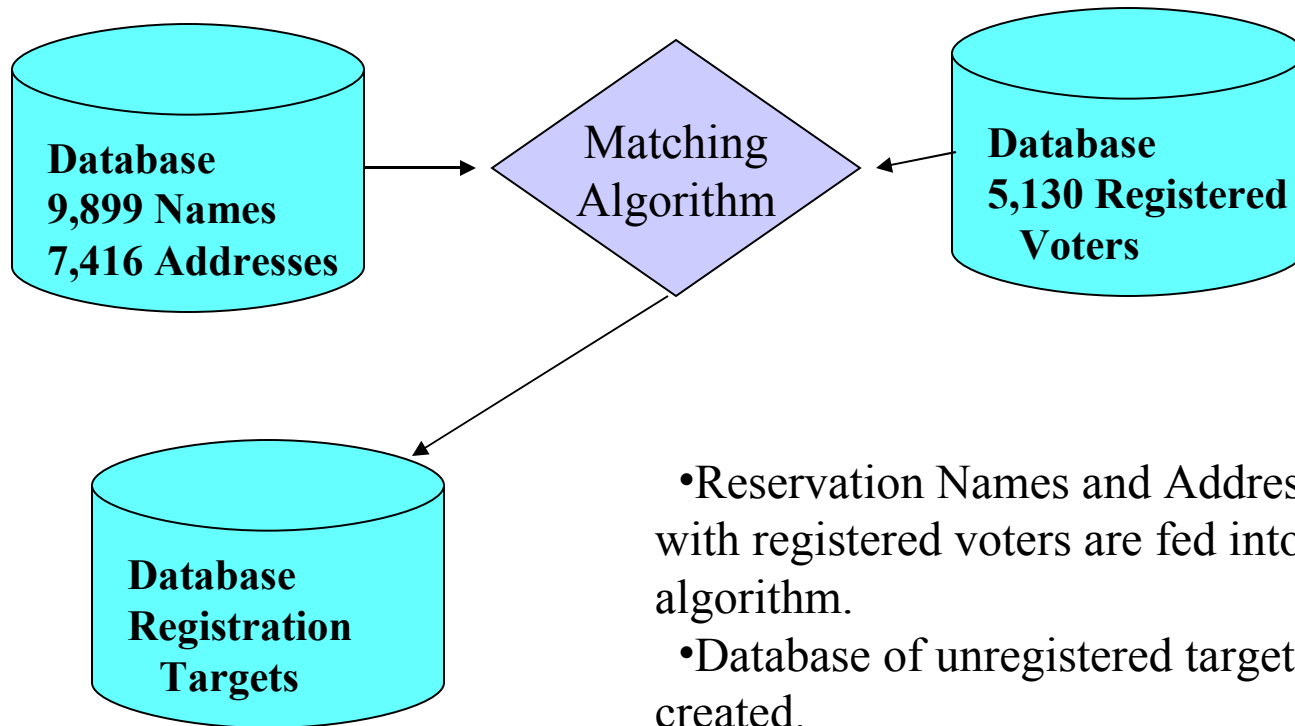 Database
9,899 Names
7,416 Addresses
Matching
Algorithm
Database
5,130 Registered
Voters
Database
Registration
Targets
•Reservation Names and Addres
with registered voters are fed into
algorithm.
•Database of unregistered target
created.